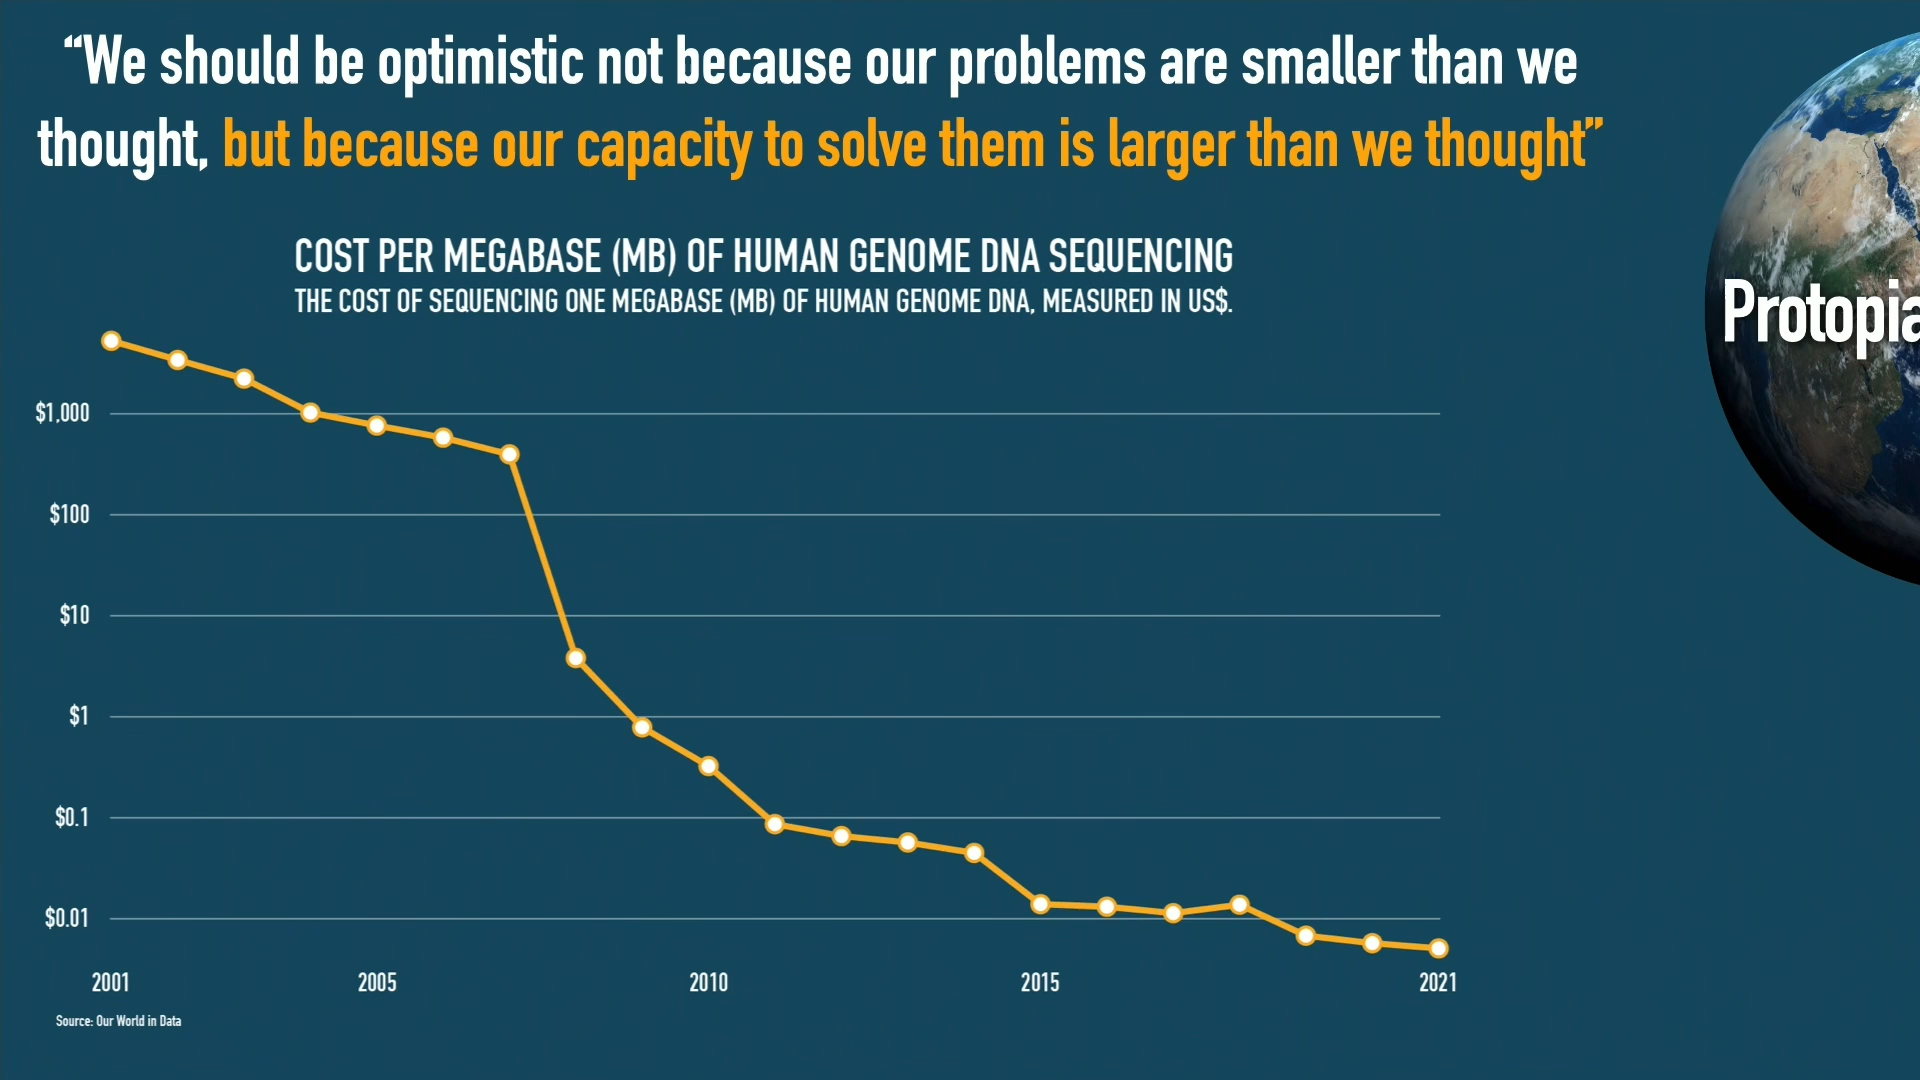 “We should be optimistic not because our problems are smaller than we
thought, but because our capacity to solve them is larger than we thought”
COST PER MEGABASE (MB) OF HUMAN GENOME DNA SEQUENCING
THE COST OF SEQUENCING ONE MEGABASE (MB) OF HUMAN GENOME DNA, MEASURED IN US$.
Protopia
$1,000
$100
$10
$1
$0.1
$0.01
2001 2005 2010 2015 2021
Source: Our World in Data